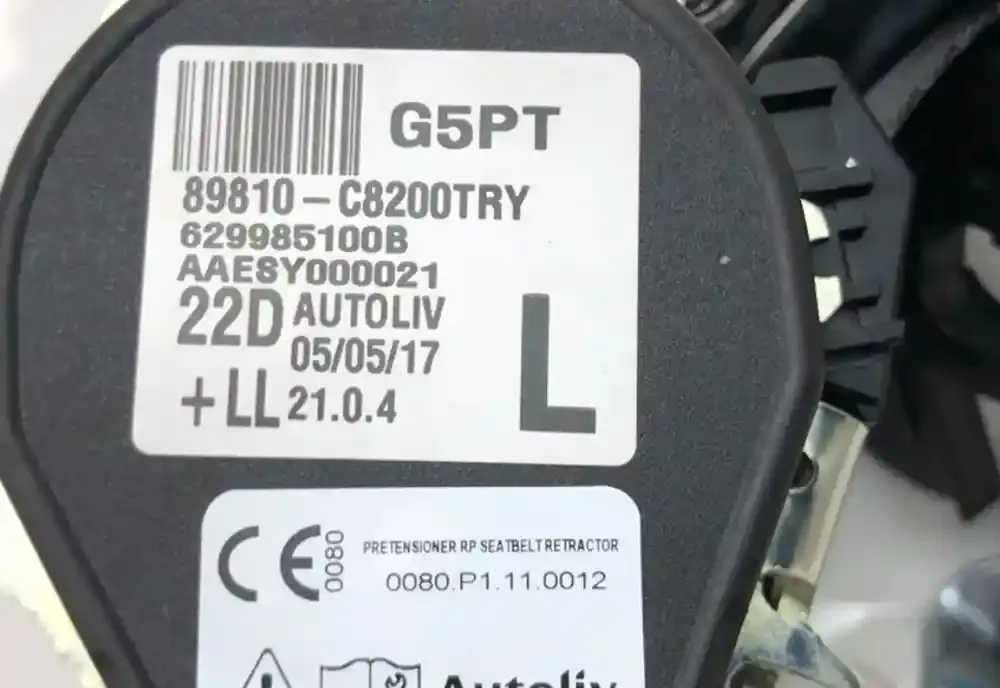 G5PT
89810-C8200TRY
629985100B
AAESY000021
22D AUTOLIV
05/05/17
+LL 21.0.4
L
CE 0080
PRETENSIONER RP SEATBELT RETRACTOR
0080.P1.11.0012
Autoliv